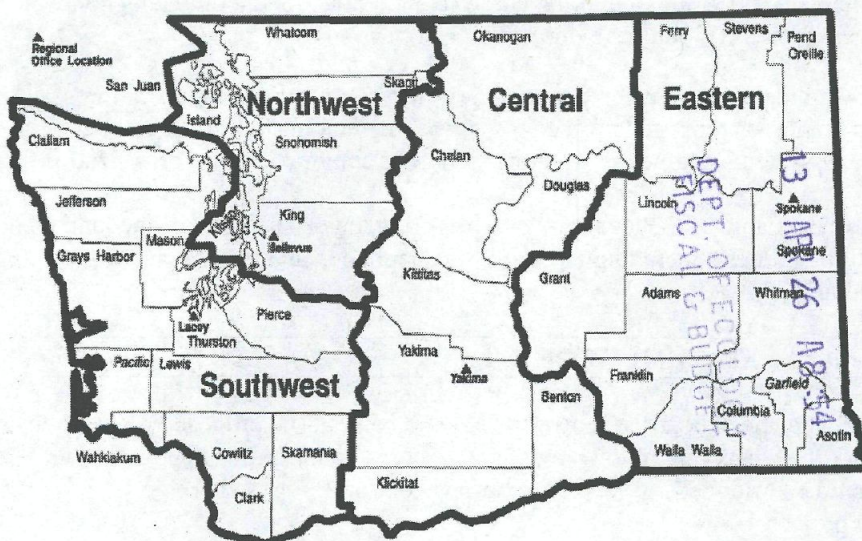 Regional
Office Location
Whatcom
Okanogan
Ferry
Stevens
Pend
Oreille
San Juan
Skagit
Island
Northwest
Central
Eastern
Clallam
Snohomish
Chelan
Douglas
Lincoln
Jefferson
King
Spokane
Kitsap
Mason
Bellevue
Spokane
Grays Harbor
Kittitas
Grant
Adams
Whitman
Pierce
Lacey
Thurston
Yakima
Pacific
Lewis
Yakima
Southwest
Benton
Franklin
Garfield
Columbia
Asotin
Wahkiakum
Cowlitz
Skamania
Walla Walla
Clark
Klickitat
DEPT. OF ECOLOGY
FISCAL & BUDGET
13 APR 26 A8:54